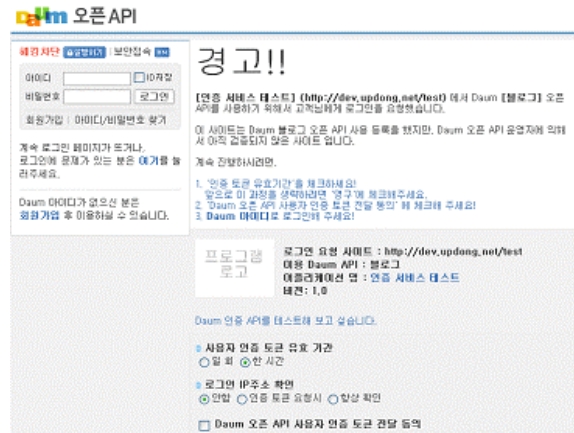 Daum 오픈 API
해킹차단 보안접속
아이디 ID저장
비밀번호 로그인
회원가입 | 아이디/비밀번호 찾기
계속 로그인 페이지가 뜨거나,
로그인에 문제가 있는 분은 여기를 눌
러주세요.
Daum 아이디가 없으신 분은
회원가입 후 이용하실 수 있습니다.
경고!!
[인증 서비스 테스트] (http://dev.updong.net/test) 에서 Daum [블로그] 오픈
API를 사용하기 위해서 고객님에게 로그인을 요청했습니다.
이 사이트는 Daum 블로그 오픈 API 사용 등록을 했지만, Daum 오픈 API 운영자에 의해
서 아직 검증되지 않은 사이트 입니다.
계속 진행하시려면,
1. '인증 토큰 유효기간'을 체크하세요!
앞으로 이 과정을 생략하려면 '영구'에 체크해주세요.
2. 'Daum 오픈 API 사용자 인증 토큰 전달 동의'에 체크해 주세요!
3. Daum 아이디로 로그인해 주세요!
프로그램
로고
로그인 요청 사이트 : http://dev.updong.net/test
이용 Daum API : 블로그
어플리케이션 명 : 인증 서비스 테스트
버전: 1.0
Daum 인증 API를 테스트해 보고 싶습니다.
사용자 인증 토큰 유효 기간
일 회 한 시간
로그인 IP주소 확인
안함 인증 토큰 요청시 항상 확인
Daum 오픈 API 사용자 인증 토큰 전달 동의